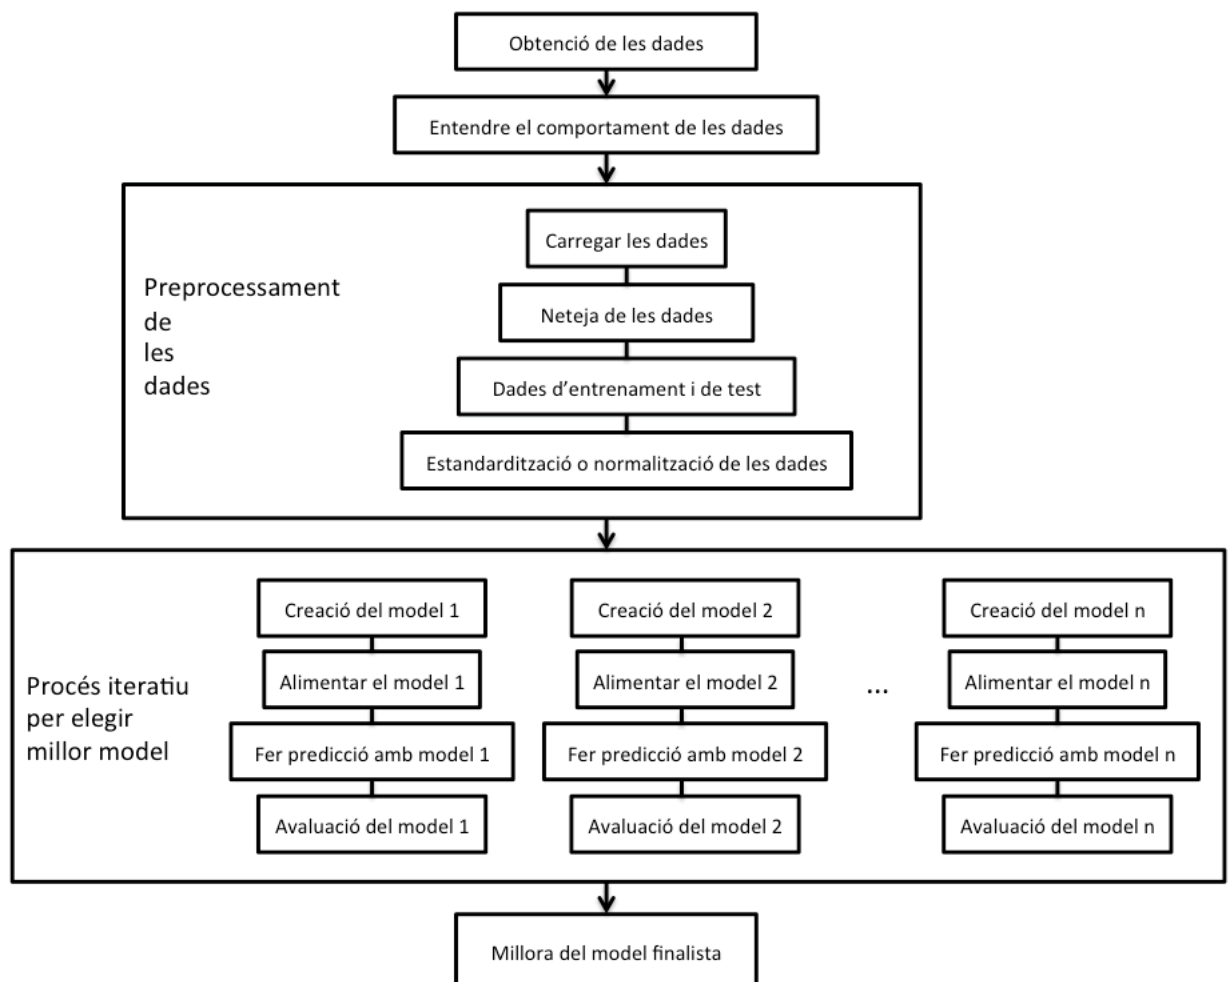 Obtenció de les dades
Entendre el comportament de les dades
Preprocessament
de
les
dades
Carregar les dades
Neteja de les dades
Dades d'entrenament i de test
Estandardització o normalització de les dades
Procés iteratiu
per elegir
millor model
Creació del model 1
Alimentar el model 1
Fer predicció amb model 1
Avaluació del model 1
Creació del model 2
Alimentar el model 2
Fer predicció amb model 2
Avaluació del model 2
...
Creació del model n
Alimentar el model n
Fer predicció amb model n
Avaluació del model n
Millora del model finalista